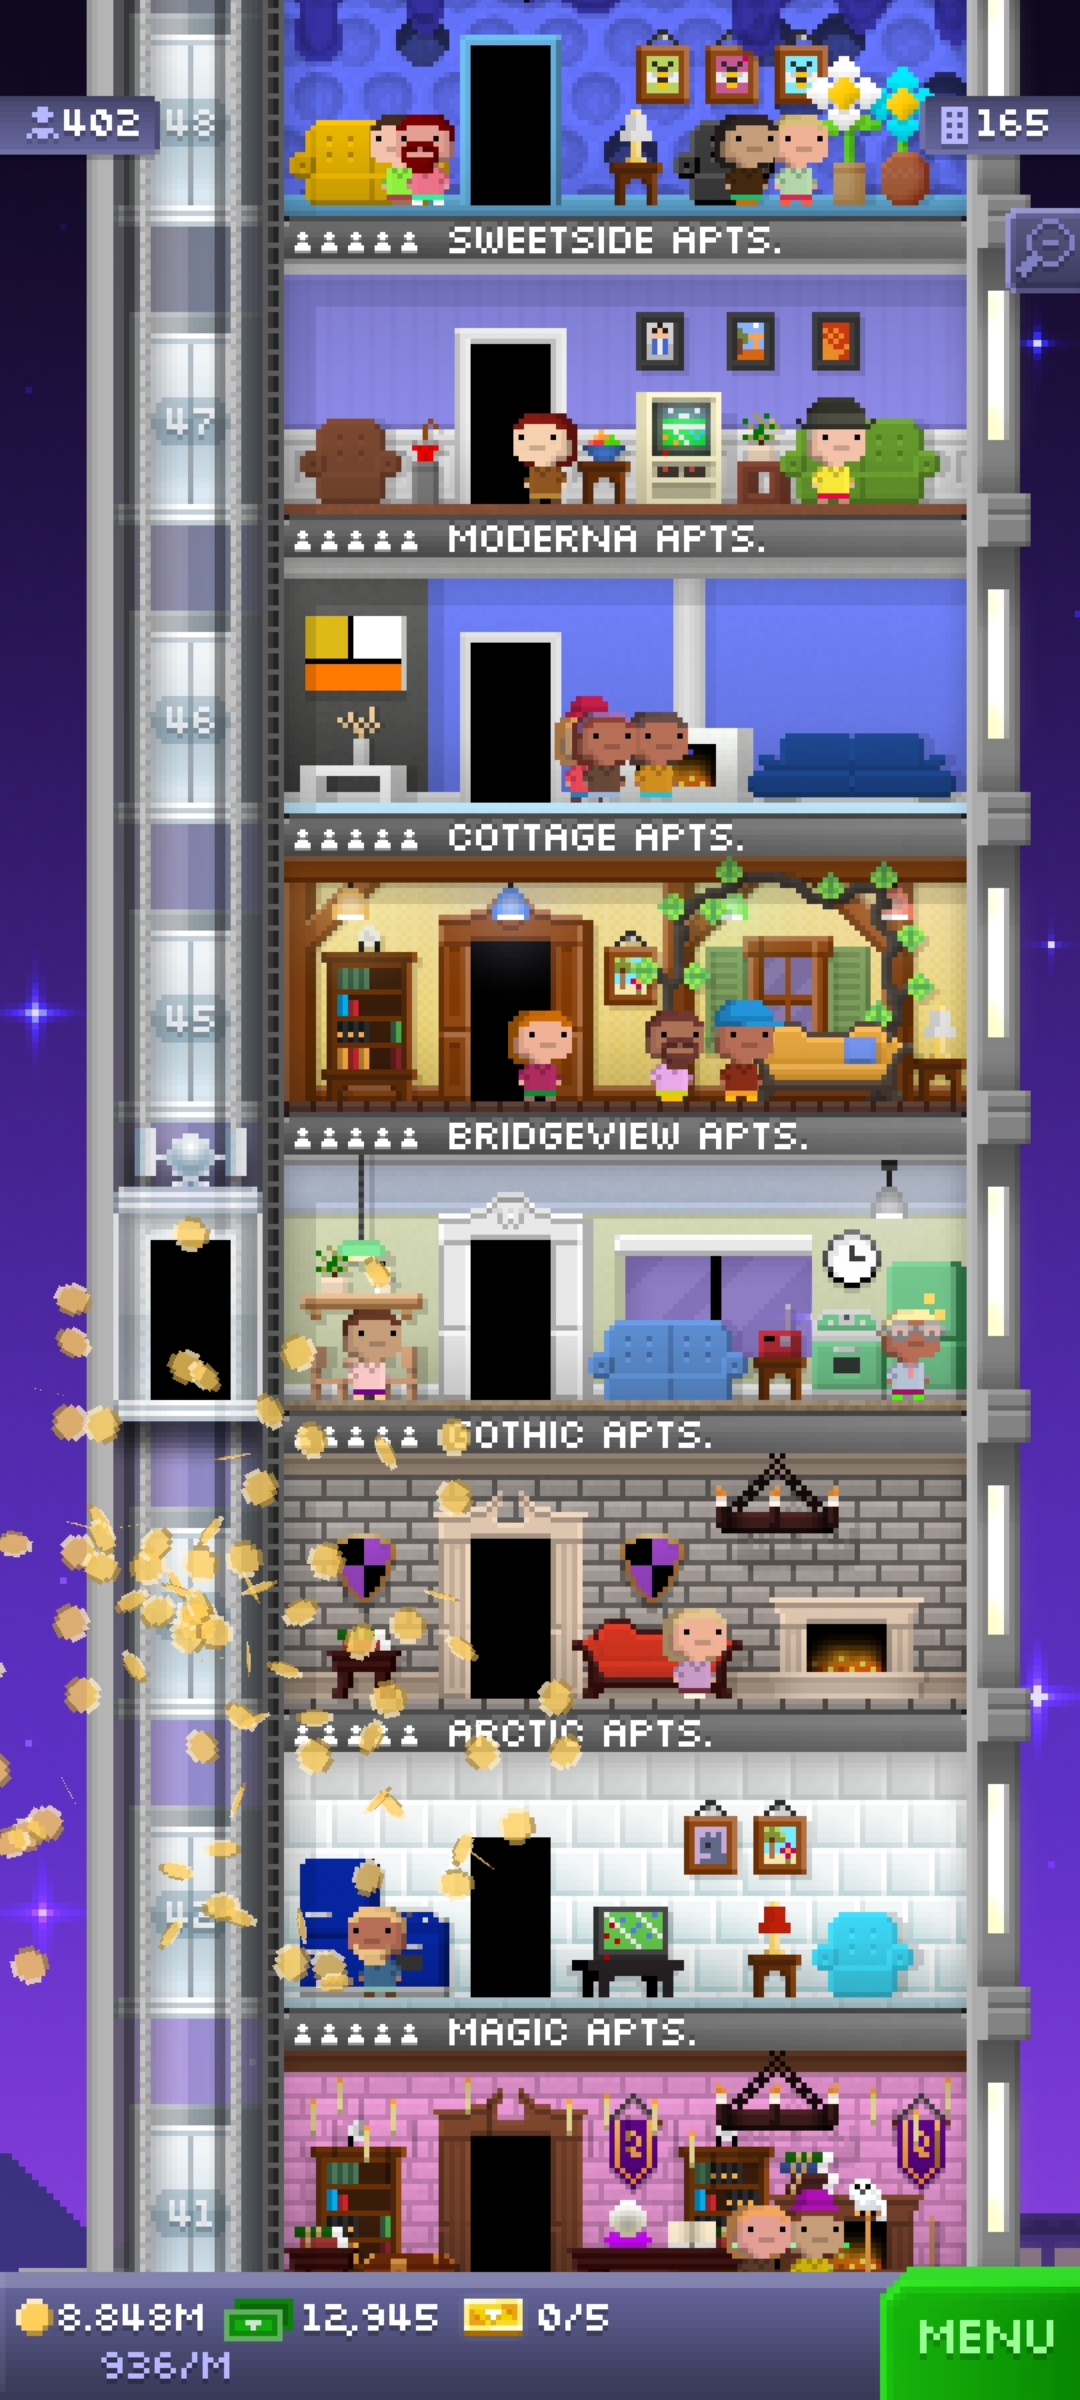 402
48
165
SWEETSIDE APTS.
47
MODERNA APTS.
46
COTTAGE APTS.
45
BRIDGEVIEW APTS.
GOTHIC APTS.
ARCTIC APTS.
42
MAGIC APTS.
41
8.848M 12,945 0/5
936/M
MENU